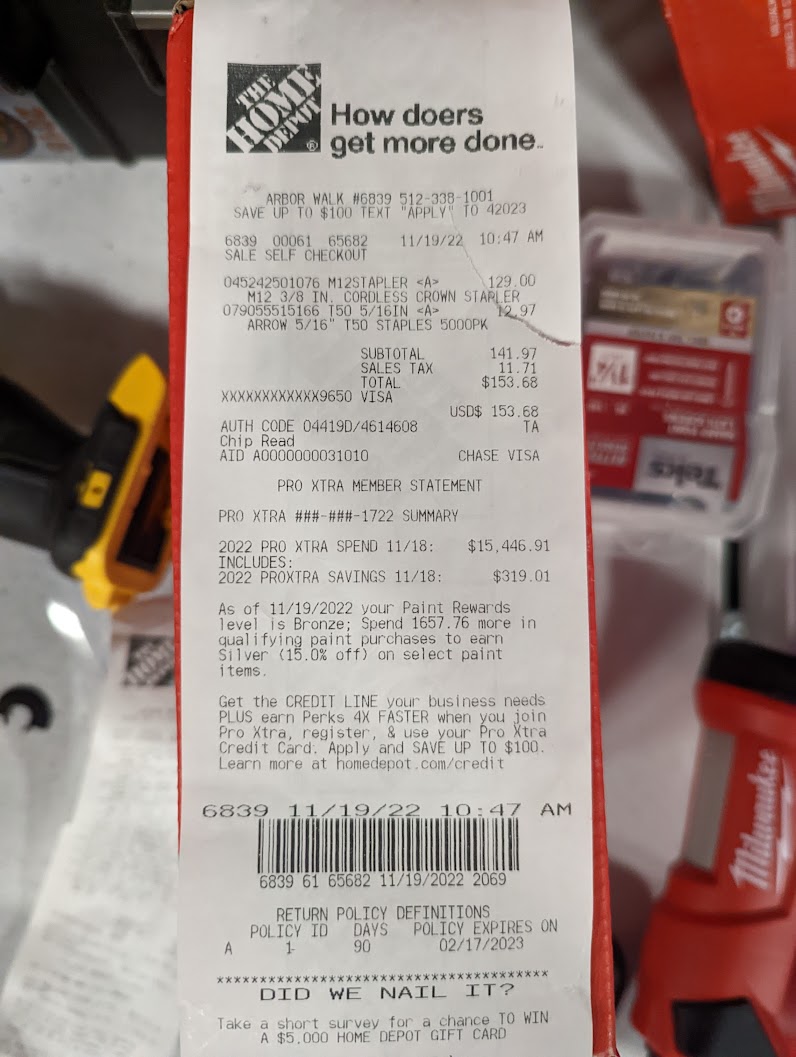 THE
HOME
DEPOT
®
How doers
get more done™
ARBOR WALK #6839 512-338-1001
SAVE UP TO $100 TEXT "APPLY" TO 42023
6839 00061 65682 11/19/22 10:47 AM
SALE SELF CHECKOUT
045242501076 M12STAPLER <A> 129.00
M12 3/8 IN. CORDLESS CROWN STAPLER
079055515166 T50 5/16IN <A> 12.97
ARROW 5/16" T50 STAPLES 5000PK
SUBTOTAL 141.97
SALES TAX 11.71
TOTAL $153.68
XXXXXXXXXXXX9650 VISA
USD$ 153.68
AUTH CODE 04419D/4614608 TA
Chip Read
AID A0000000031010 CHASE VISA
PRO XTRA MEMBER STATEMENT
PRO XTRA ###-###-1722 SUMMARY
2022 PRO XTRA SPEND 11/18: $15,446.91
INCLUDES:
2022 PROXTRA SAVINGS 11/18: $319.01
As of 11/19/2022 your Paint Rewards
level is Bronze; Spend 1657.76 more in
qualifying paint purchases to earn
Silver (15.0% off) on select paint
items.
Get the CREDIT LINE your business needs
PLUS earn Perks 4X FASTER when you join
Pro Xtra, register, & use your Pro Xtra
Credit Card. Apply and SAVE UP TO $100.
Learn more at homedepot.com/credit
6839 11/19/22 10:47 AM
6839 61 65682 11/19/2022 2069
RETURN POLICY DEFINITIONS
POLICY ID DAYS POLICY EXPIRES ON
A 1 90 02/17/2023
****************************************
DID WE NAIL IT?
Take a short survey for a chance TO WIN
A $5,000 HOME DEPOT GIFT CARD
Milwaukee
Teks
1¼"
Milwaukee